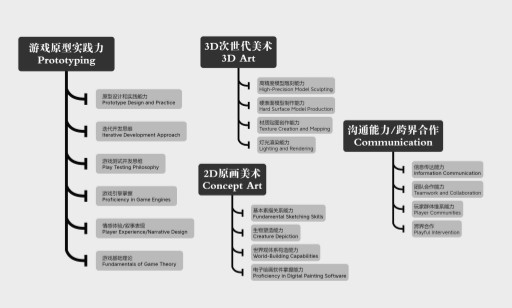 游戏原型实践力
Prototyping
原型设计和实践能力
Prototype Design and Practice
迭代开发思维
Iterative Development Approach
游戏测试开发思维
Play Testing Philosophy
游戏引擎掌握
Proficiency in Game Engines
情感体验/叙事表现
Player Experience/Narrative Design
游戏基础理论
Fundamentals of Game Theory
3D次世代美术
3D Art
高精度模型雕刻能力
High-Precision Model Sculpting
硬表面模型制作能力
Hard Surface Model Production
材质贴图制作能力
Texture Creation and Mapping
灯光渲染能力
Lighting and Rendering
2D原画美术
Concept Art
基本素描关系能力
Fundamental Sketching Skills
生物塑造能力
Creature Depiction
世界观体系构造能力
World-Building Capabilities
电子绘画软件掌握能力
Proficiency in Digital Painting Software
沟通能力/跨界合作
Communication
信息传达能力
Information Communication
团队合作能力
Teamwork and Collaboration
玩家群体维系能力
Player Communities
跨界合作
Playful Intervention